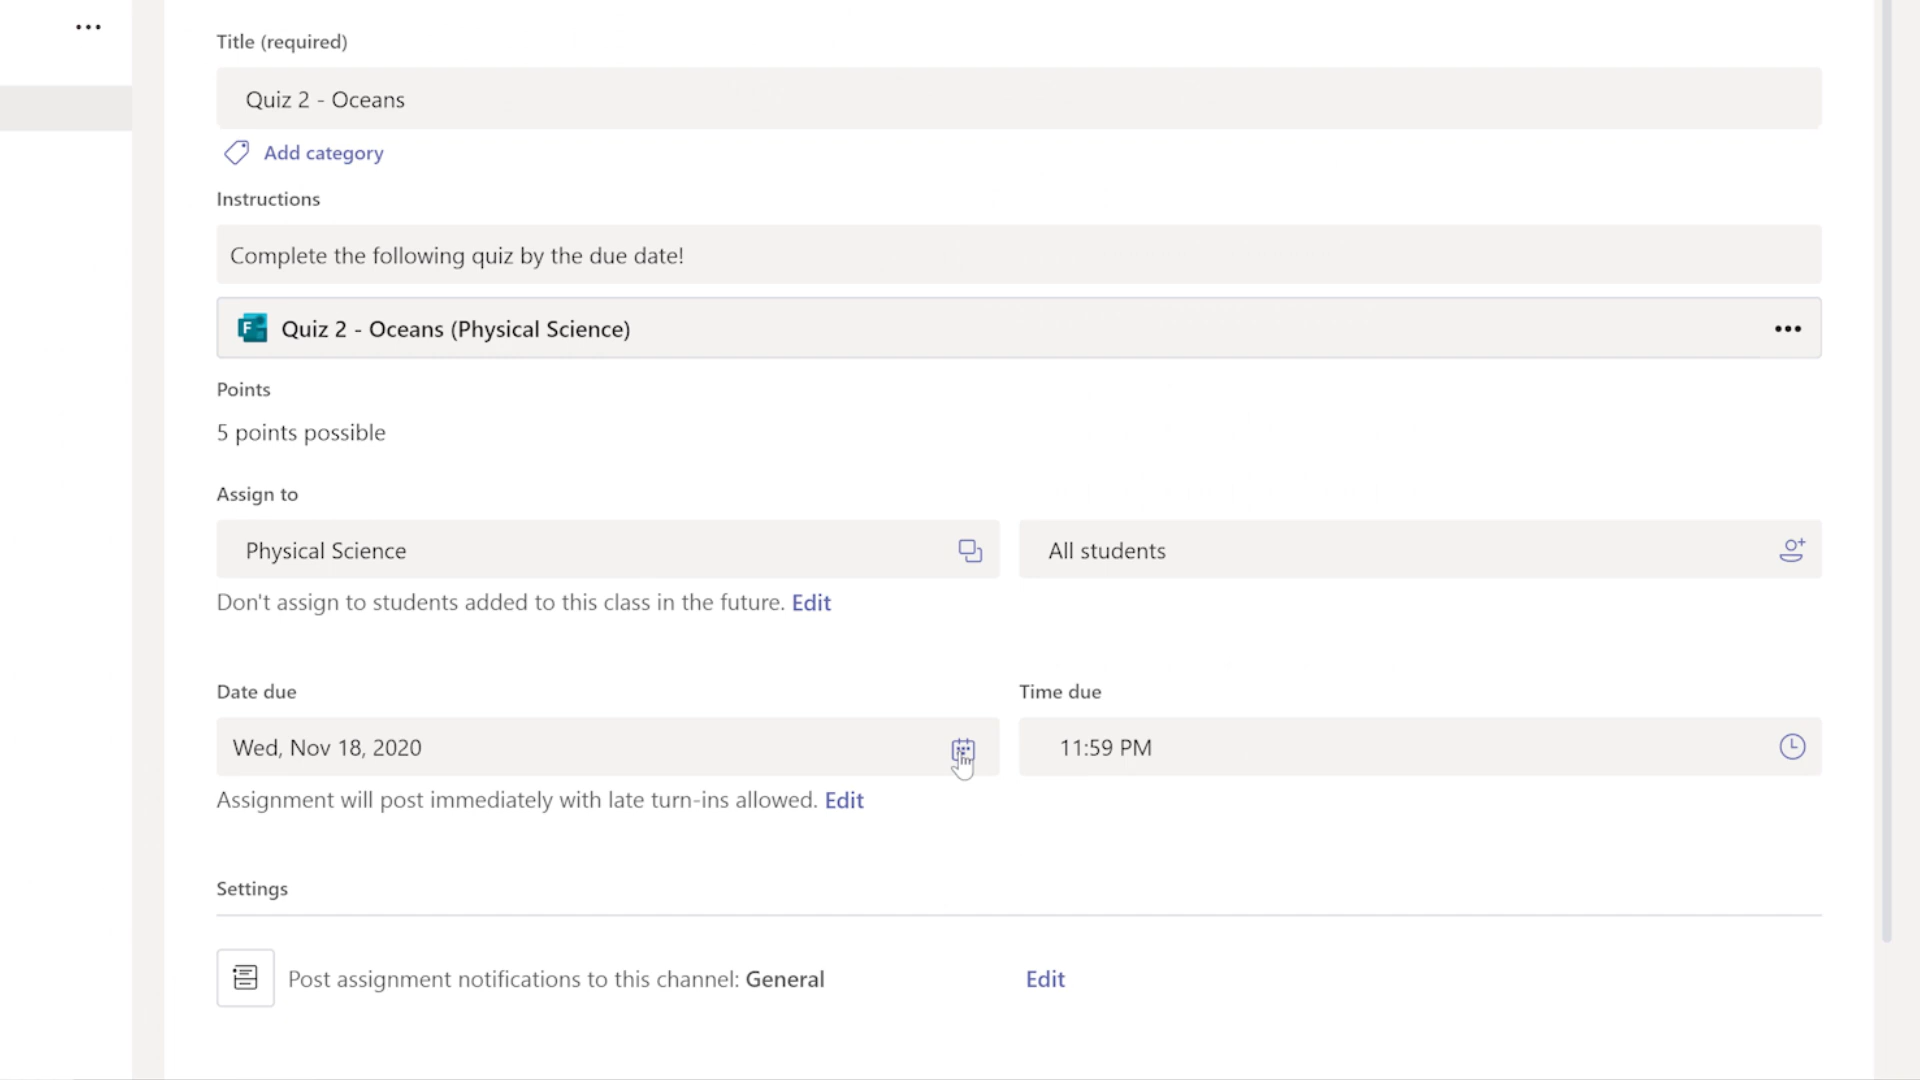 Title (required)
Quiz 2 - Oceans
Add category
Instructions
Complete the following quiz by the due date!
F Quiz 2 - Oceans (Physical Science)
Points
5 points possible
Assign to
Physical Science
All students
Don't assign to students added to this class in the future. Edit
Date due
Time due
Wed, Nov 18, 2020
11:59 PM
Assignment will post immediately with late turn-ins allowed. Edit
Settings
Post assignment notifications to this channel: General
Edit